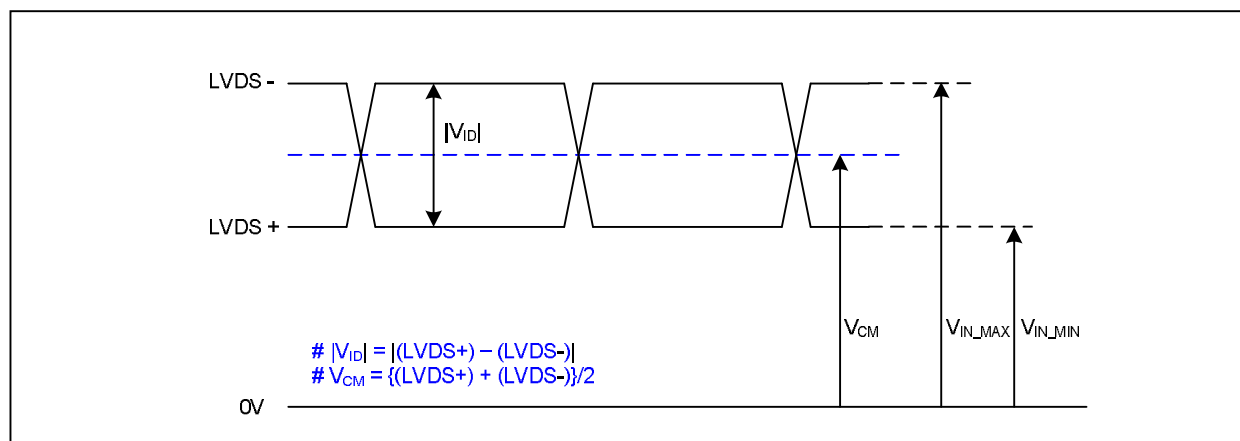 LVDS -
|VID|
LVDS +
VCM
VIN_MAX
VIN_MIN
# |VID| = |(LVDS+) – (LVDS-)|
# VCM = {(LVDS+) + (LVDS-)}/2
0V